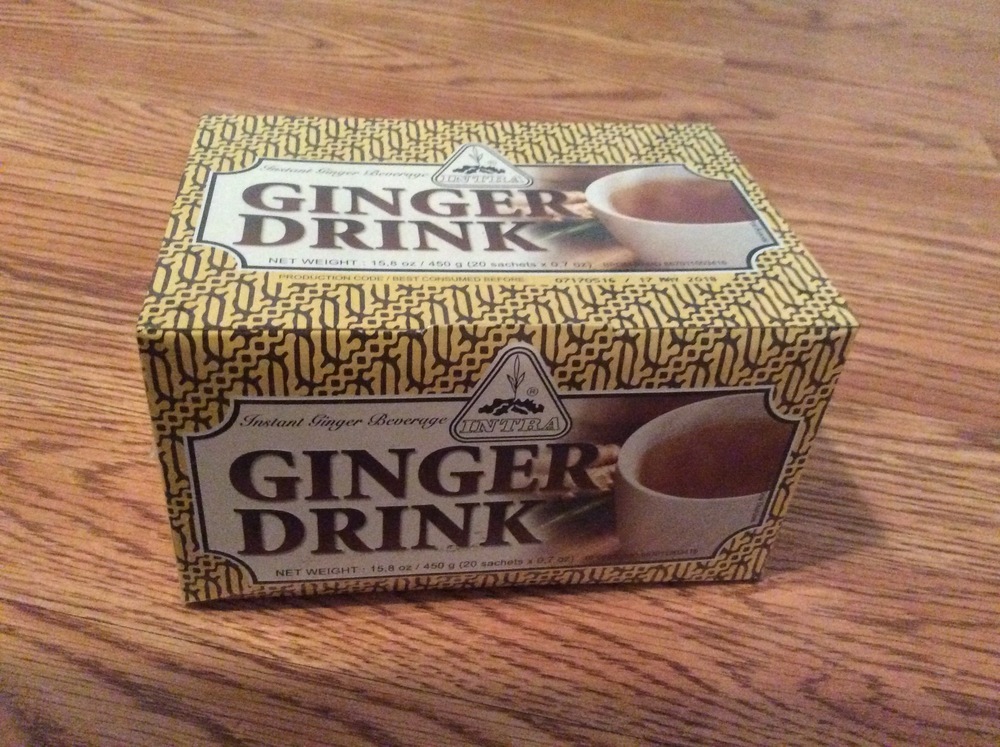 Instant Ginger Beverage
INTRA
GINGER
DRINK
NET WEIGHT : 15,8 oz / 450 g (20 sachets x 0.7 oz)
PRODUCTION CODE / BEST CONSUMED BEFORE
Instant Ginger Beverage
®
INTRA
GINGER
DRINK
NET WEIGHT : 15,8 oz / 450 g (20 sachets x 0,7 oz)